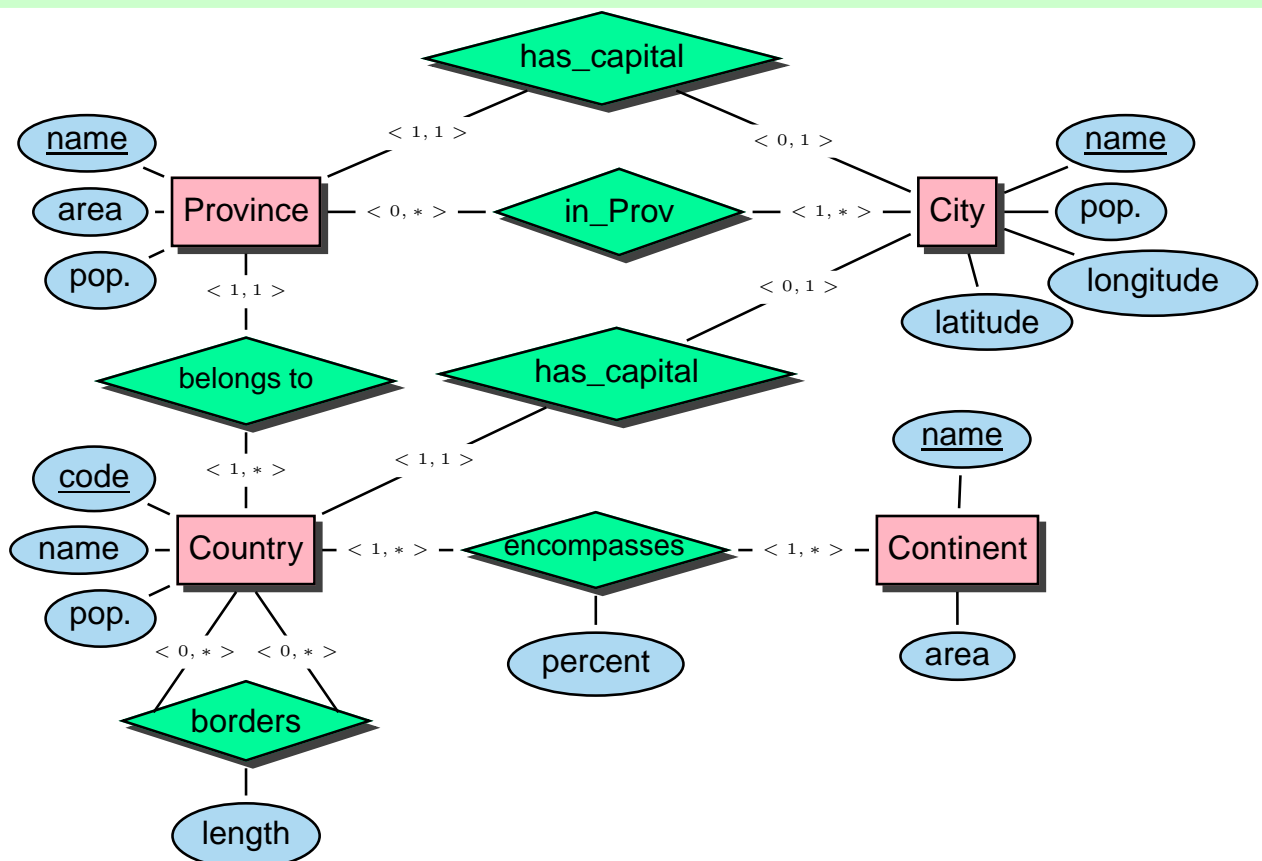 has_capital
< 1, 1 >
< 0, 1 >
name
area
pop.
Province
< 0, * >
in_Prov
< 1, * >
City
name
pop.
longitude
latitude
< 1, 1 >
< 0, 1 >
belongs to
has_capital
< 1, * >
< 1, 1 >
code
name
pop.
Country
< 1, * >
encompasses
< 1, * >
Continent
name
area
percent
< 0, * >
< 0, * >
borders
length